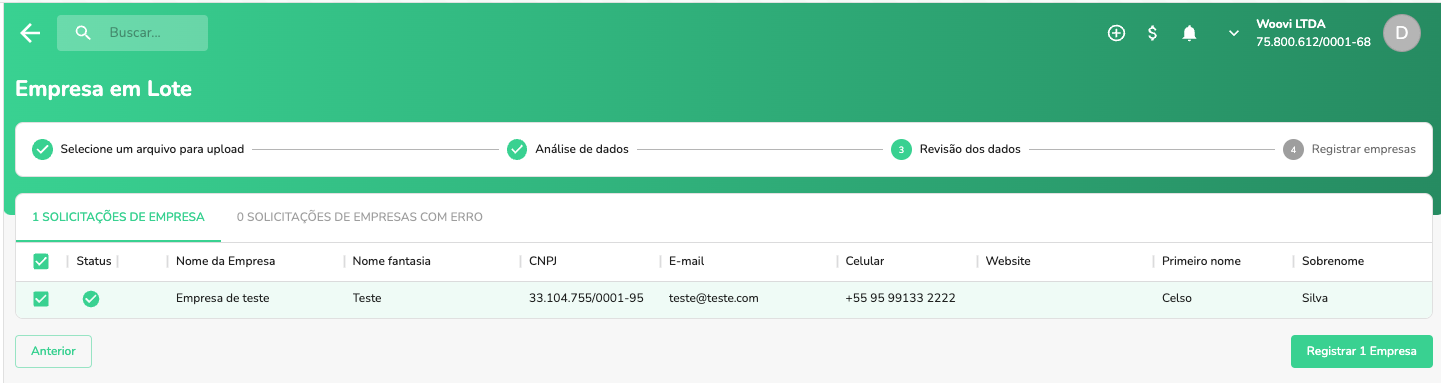 Buscar...
Woovi LTDA
75.800.612/0001-68
D
Empresa em Lote
Selecione um arquivo para upload Análise de dados 3 Revisão dos dados 4 Registrar empresas
1 SOLICITAÇÕES DE EMPRESA 0 SOLICITAÇÕES DE EMPRESAS COM ERRO
Status Nome da Empresa Nome fantasia CNPJ E-mail Celular Website Primeiro nome Sobrenome
Empresa de teste Teste 33.104.755/0001-95 teste@teste.com +55 95 99133 2222 Celso Silva
Anterior Registrar 1 Empresa